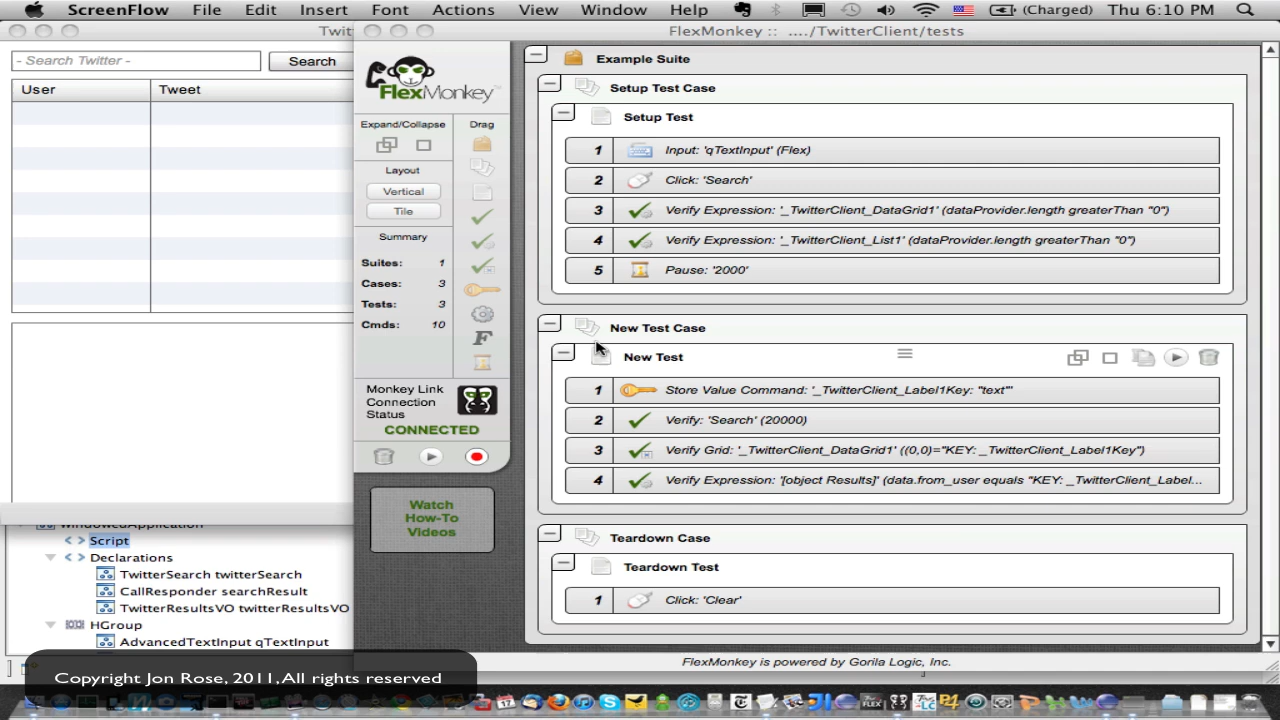 ScreenFlow File Edit Insert Font Actions View Window Help (Charged) Thu 6:10 PM
Twit
FlexMonkey :: ..../TwitterClient/tests
- Search Twitter -
Search
User Tweet
FlexMonkey
Expand/Collapse
Drag
Layout
Vertical
Tile
Summary
Suites: 1
Cases: 3
Tests: 3
Cmds: 10
F
Monkey Link
Connection
Status
CONNECTED
Watch
How-To
Videos
Example Suite
Setup Test Case
Setup Test
1 Input: 'qTextInput' (Flex)
2 Click: 'Search'
3 Verify Expression: '_TwitterClient_DataGrid1' (dataProvider.length greaterThan "0")
4 Verify Expression: '_TwitterClient_List1' (dataProvider.length greaterThan "0")
5 Pause: '2000'
New Test Case
New Test
1 Store Value Command: '_TwitterClient_Label1Key: "text"'
2 Verify: 'Search' (20000)
3 Verify Grid: '_TwitterClient_DataGrid1' ((0,0)="KEY: _TwitterClient_Label1Key")
4 Verify Expression: '[object Results]' (data.from_user equals "KEY: _TwitterClient_Label...
Teardown Case
Teardown Test
1 Click: 'Clear'
FlexMonkey is powered by Gorila Logic, Inc.
WindowedApplication
Script
Declarations
TwitterSearch twitterSearch
CallResponder searchResult
TwitterResultsVO twitterResultsVO
HGroup
AdvancedTextInput qTextInput
Copyright Jon Rose, 2011,All rights reserved